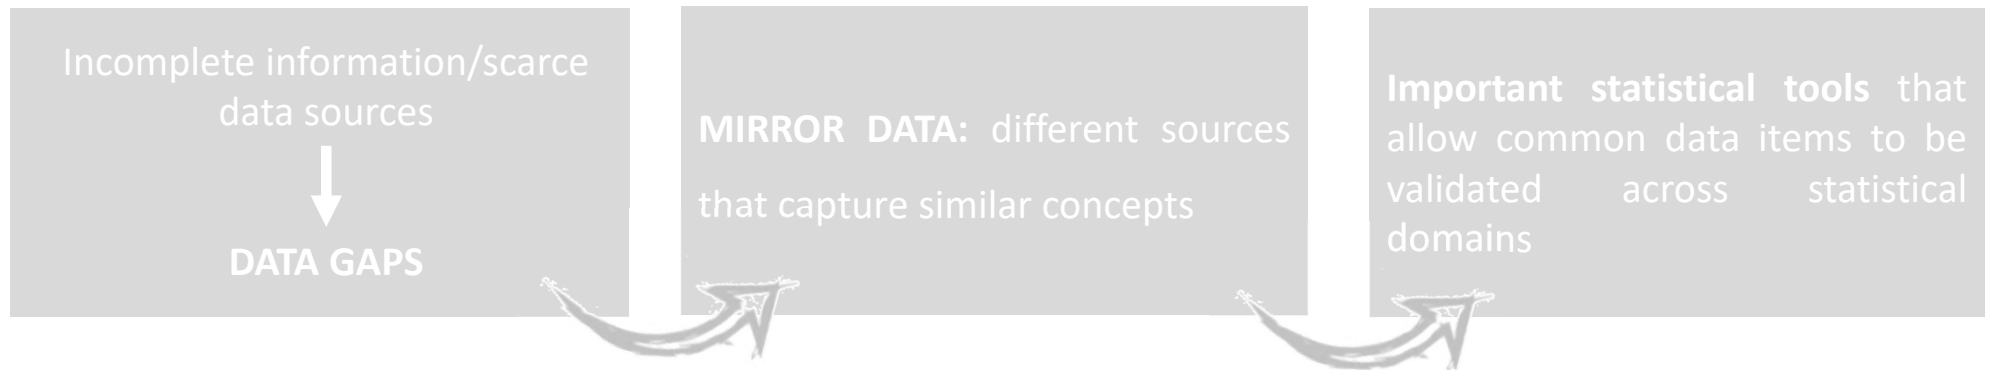 Incomplete information/scarce
data sources
DATA GAPS
MIRROR DATA: different sources
that capture similar concepts
Important statistical tools that
allow common data items to be
validated across statistical
domains